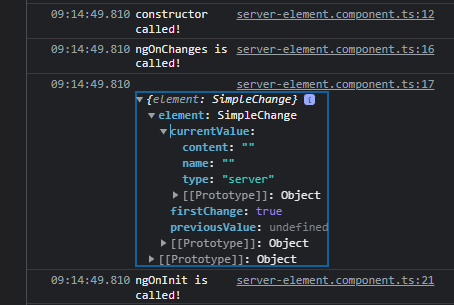 09:14:49.810 constructor called! server-element.component.ts:12
09:14:49.810 ngOnChanges is called! server-element.component.ts:16
09:14:49.810 server-element.component.ts:17
▼{element: SimpleChange} i
▼element: SimpleChange
▼currentValue:
content: ""
name: ""
type: "server"
▶[[Prototype]]: Object
firstChange: true
previousValue: undefined
▶[[Prototype]]: Object
▶[[Prototype]]: Object
09:14:49.810 ngOnInit is called! server-element.component.ts:21